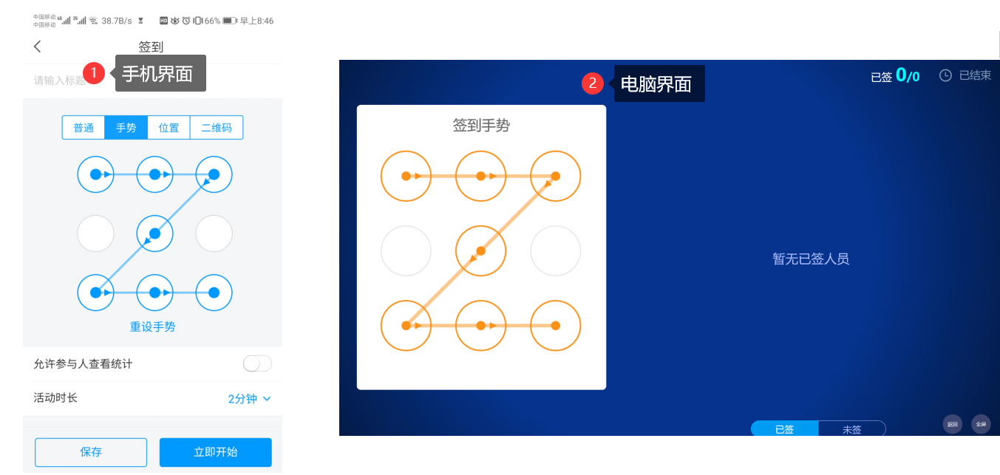 中国移动 4G 2G 38.7B/s HD 66% 早上8:46
中国移动
签到
请输入标题
1 手机界面
普通 手势 位置 二维码
重设手势
允许参与人查看统计
活动时长 2分钟
保存 立即开始
2 电脑界面
已签 0/0 已结束
签到手势
暂无已签人员
已签 未签
返回 全屏